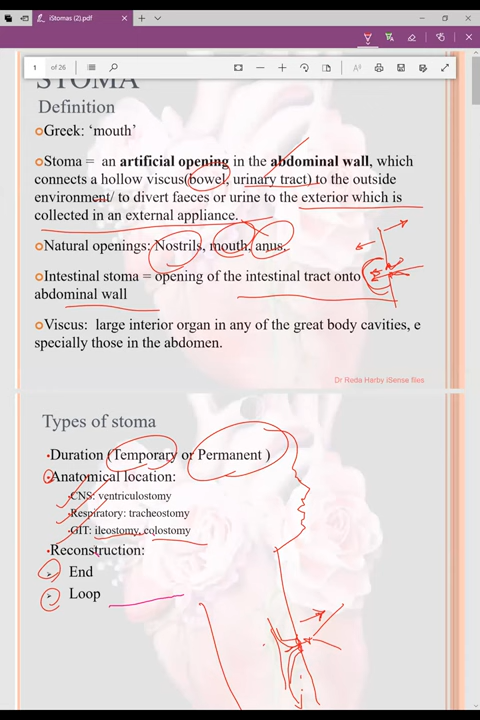 iStomas (2).pdf
1 of 26
STOMA
Definition
Greek: ‘mouth’
Stoma = an artificial opening in the abdominal wall, which
connects a hollow viscus(bowel, urinary tract) to the outside
environment/ to divert faeces or urine to the exterior which is
collected in an external appliance.
Natural openings: Nostrils, mouth, anus.
Intestinal stoma = opening of the intestinal tract onto
abdominal wall
Viscus: large interior organ in any of the great body cavities, e
specially those in the abdomen.
Dr Reda Harby iSense files
Types of stoma
Duration (Temporary or Permanent )
Anatomical location:
CNS: ventriculostomy
Respiratory: tracheostomy
GIT: ileostomy, colostomy
Reconstruction:
End
Loop